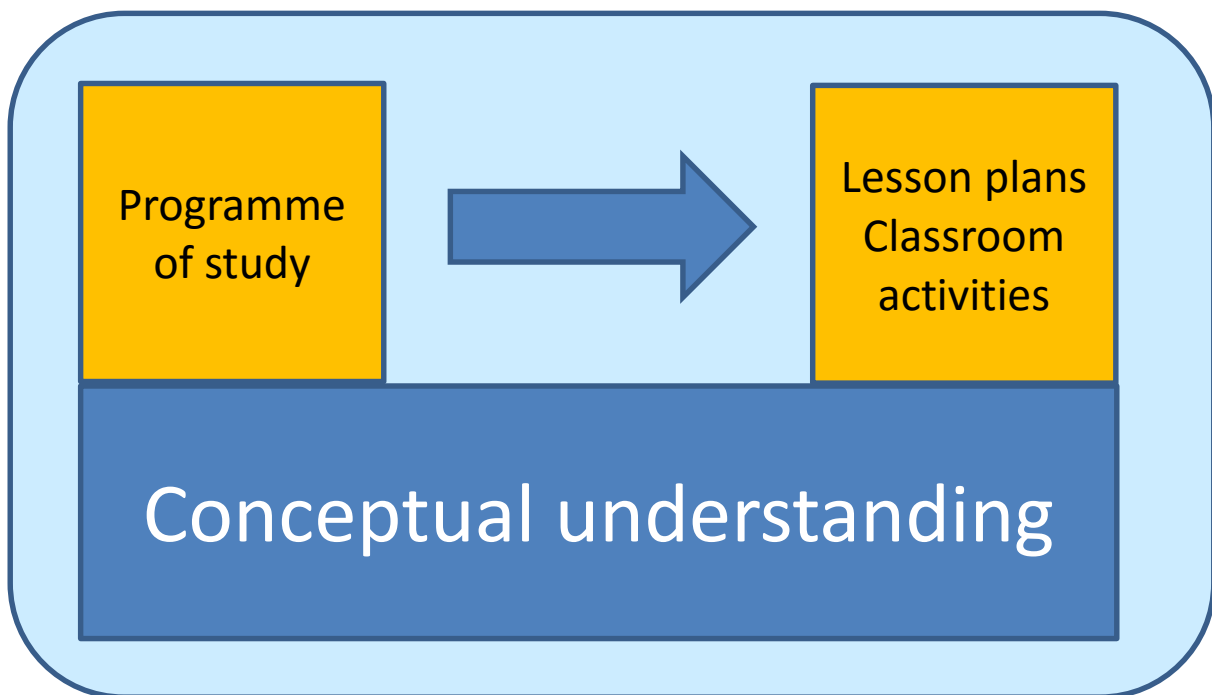 Programme
of study
Lesson plans
Classroom
activities
Conceptual understanding